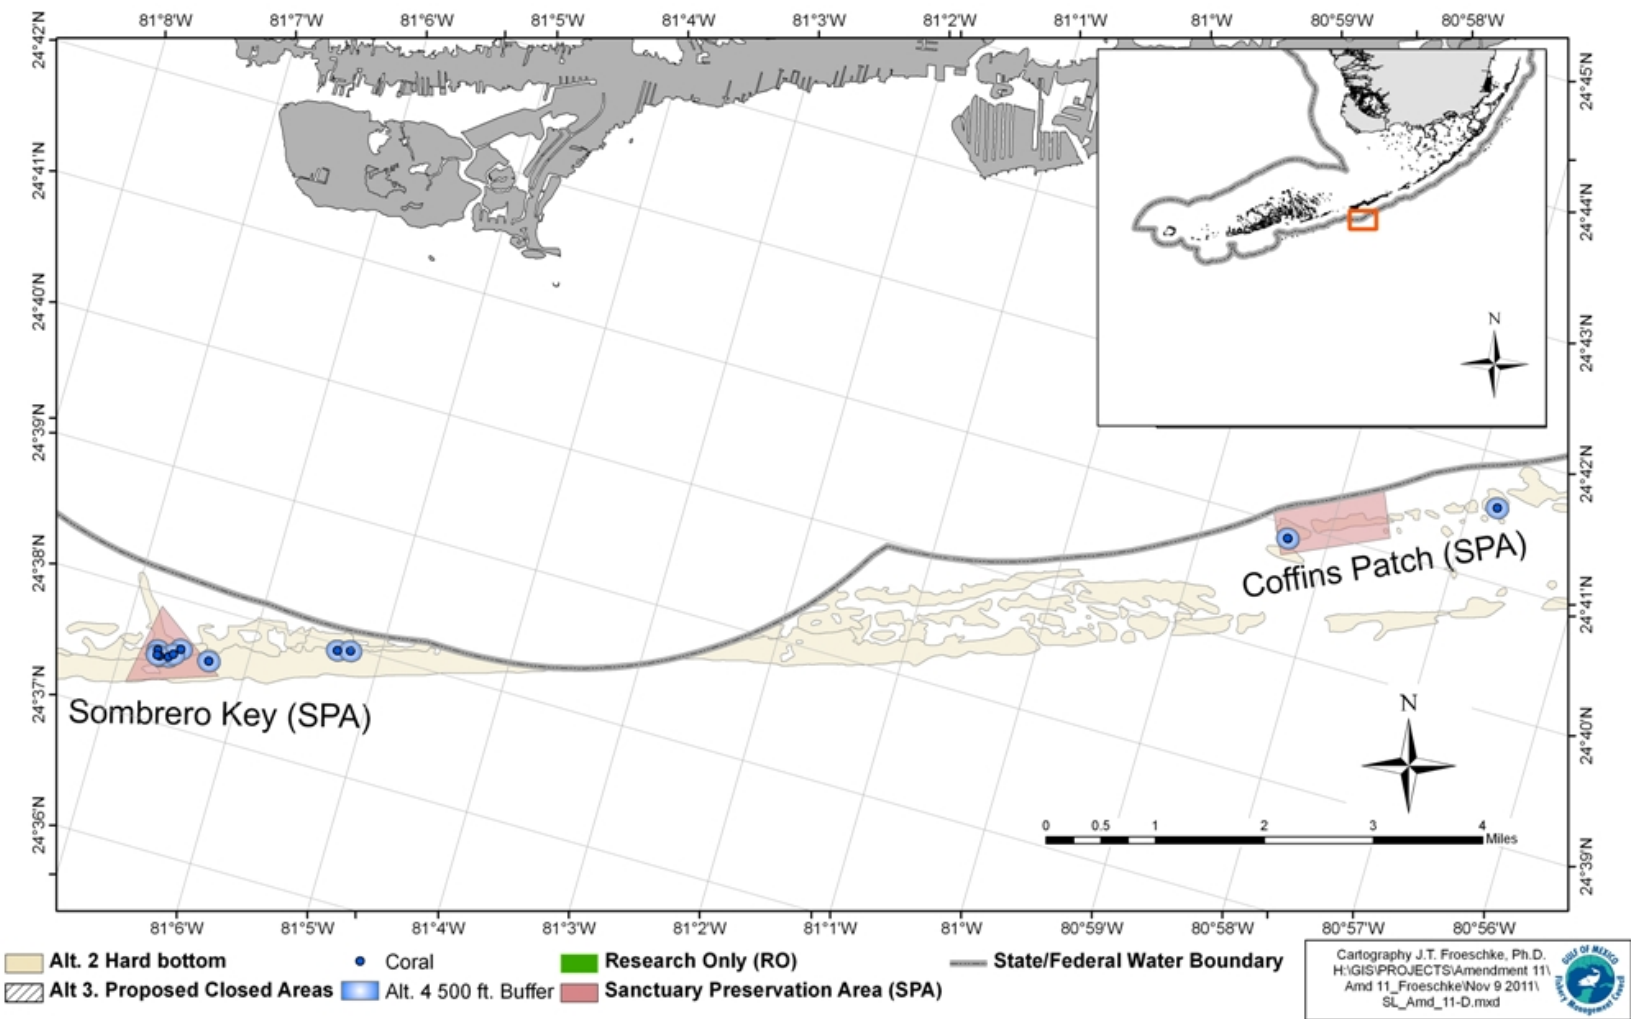 81°8'W 81°7'W 81°6'W 81°5'W 81°4'W 81°3'W 81°2'W 81°1'W 81°W 80°59'W 80°58'W
24°42'N
24°41'N
24°40'N
24°39'N
24°38'N
24°37'N
24°36'N
24°45'N
24°44'N
24°43'N
24°42'N
24°41'N
24°40'N
24°39'N
N
Coffins Patch (SPA)
Sombrero Key (SPA)
N
0 0.5 1 2 3 4
Miles
81°6'W 81°5'W 81°4'W 81°3'W 81°2'W 81°1'W 81°W 80°59'W 80°58'W 80°57'W 80°56'W
Alt. 2 Hard bottom
Coral
Research Only (RO)
State/Federal Water Boundary
Alt 3. Proposed Closed Areas
Alt. 4 500 ft. Buffer
Sanctuary Preservation Area (SPA)
Cartography J.T. Froeschke, Ph.D.
H:\GIS\PROJECTS\Amendment 11\
Amd 11_Froeschke\Nov 9 2011\
SL_Amd_11-D.mxd
GULF OF MEXICO
Fishery Management Council